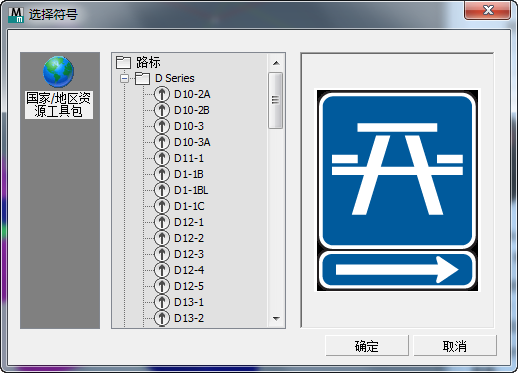 选择符号
国家/地区资
源工具包
路标
D Series
D10-2A
D10-2B
D10-3
D10-3A
D11-1
D1-1B
D1-1BL
D1-1C
D12-1
D12-2
D12-3
D12-4
D12-5
D13-1
D13-2
确定
取消